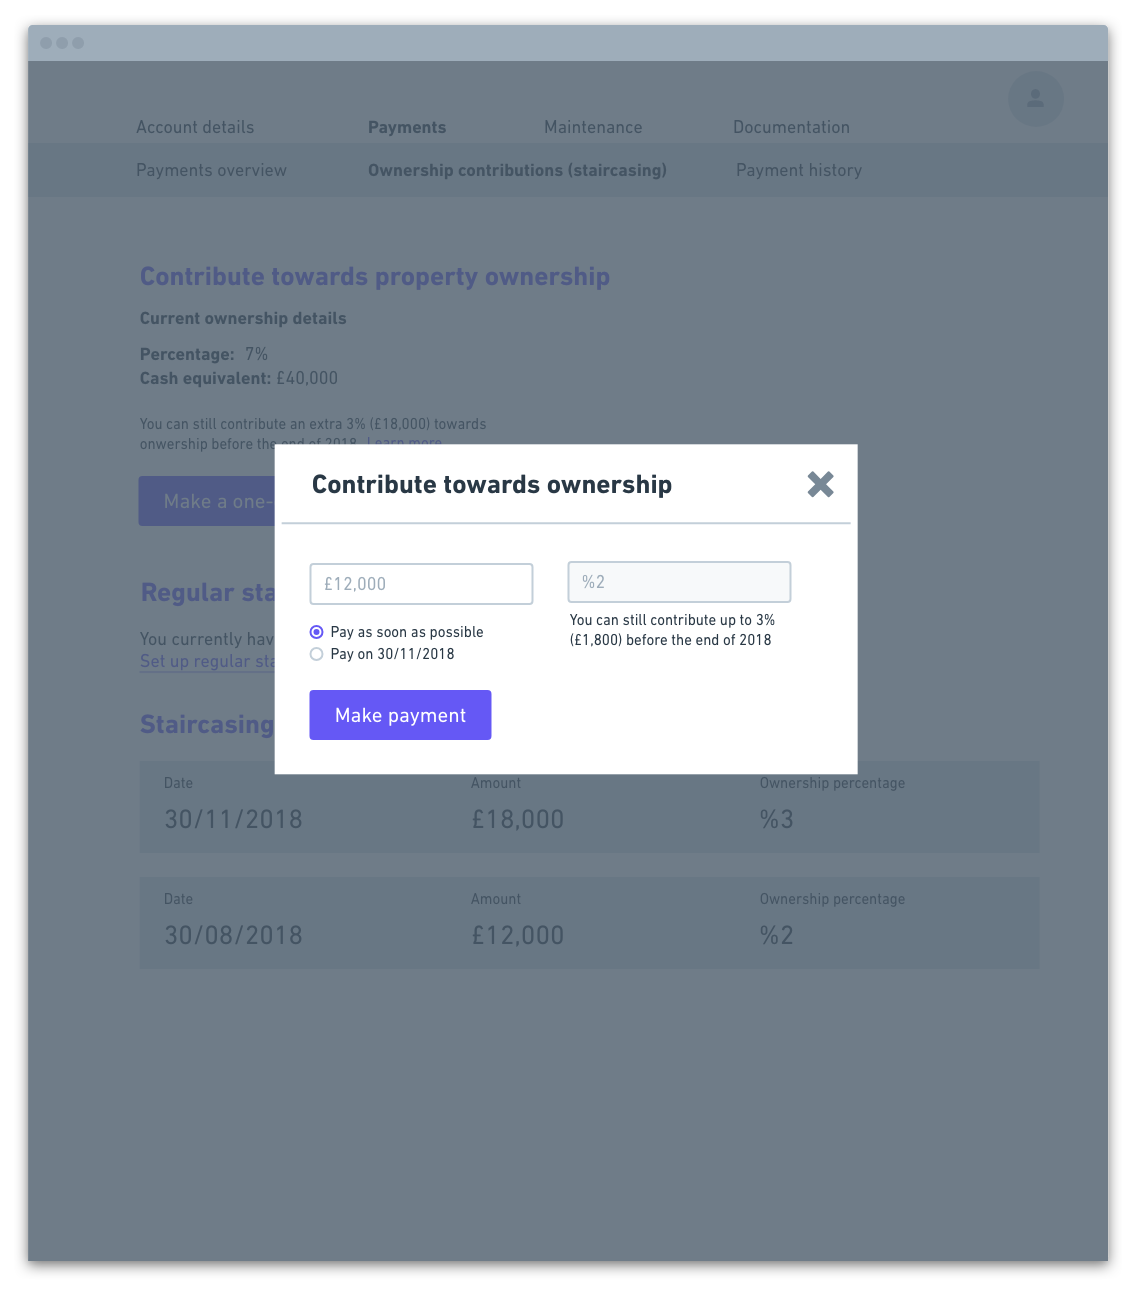 Account details
Payments
Maintenance
Documentation
Payments overview
Ownership contributions (staircasing)
Payment history
Contribute towards property ownership
Current ownership details
Percentage: 7%
Cash equivalent: £40,000
You can still contribute an extra 3% (£18,000) towards
onwership before the end of 2018. Learn more
Make a one-
Contribute towards ownership
£12,000
%2
Pay as soon as possible
Pay on 30/11/2018
You can still contribute up to 3%
(£1,800) before the end of 2018
Make payment
Regular sta
You currently hav
Set up regular sta
Staircasing
Date
Amount
Ownership percentage
30/11/2018
£18,000
%3
Date
Amount
Ownership percentage
30/08/2018
£12,000
%2